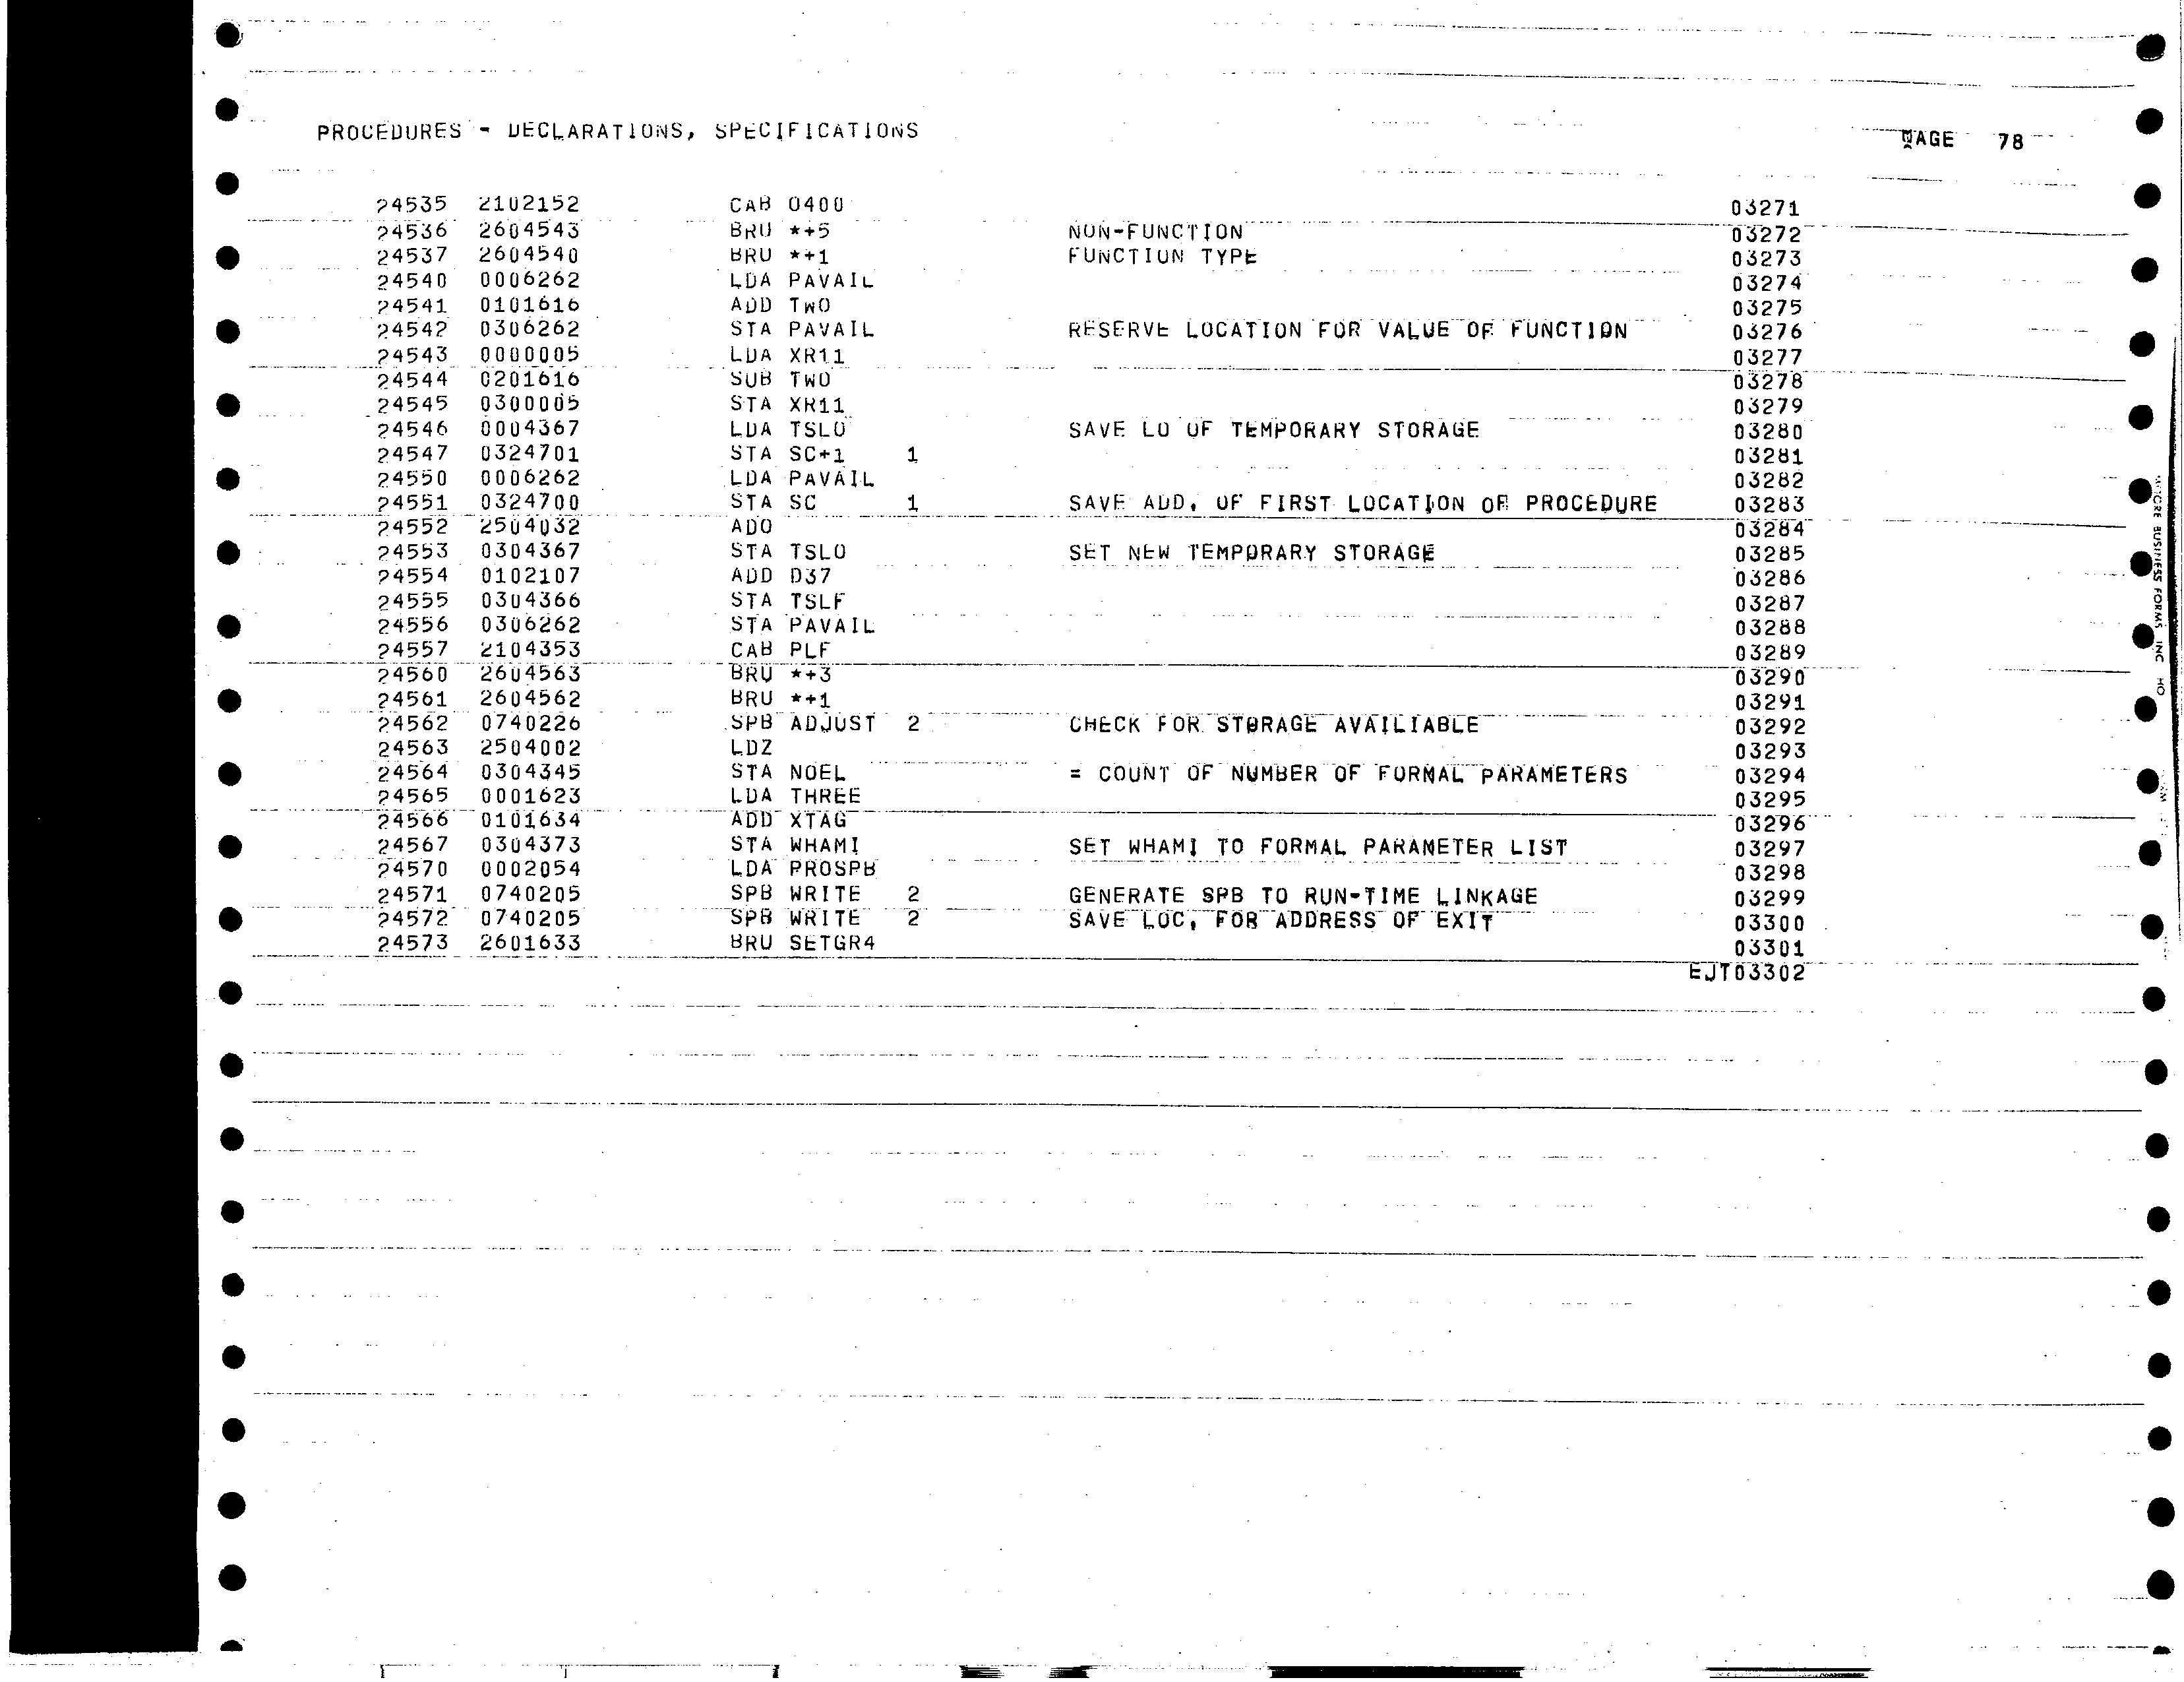 PROCEDURES - DECLARATIONS, SPECIFICATIONS PAGE 78
24535 2102152 CAB O400 03271
24536 2604543 BRU *+5 NON-FUNCTION 03272
24537 2604540 BRU *+1 FUNCTION TYPE 03273
24540 0006262 LDA PAVAIL 03274
24541 0101616 ADD TWO 03275
24542 0306262 STA PAVAIL RESERVE LOCATION FOR VALUE OF FUNCTION 03276
24543 0000005 LDA XR11 03277
24544 0201616 SUB TWO 03278
24545 0300005 STA XR11 03279
24546 0004367 LDA TSLO SAVE LO OF TEMPORARY STORAGE 03280
24547 0324701 STA SC+1 1 03281
24550 0006262 LDA PAVAIL 03282
24551 0324700 STA SC 1 SAVE ADD. OF FIRST LOCATION OF PROCEDURE 03283
24552 2504032 ADO 03284
24553 0304367 STA TSLO SET NEW TEMPORARY STORAGE 03285
24554 0102107 ADD D37 03286
24555 0304366 STA TSLF 03287
24556 0306262 STA PAVAIL 03288
24557 2104353 CAB PLF 03289
24560 2604563 BRU *+3 03290
24561 2604562 BRU *+1 03291
24562 0740226 SPB ADJUST 2 CHECK FOR STORAGE AVAILIABLE 03292
24563 2504002 LDZ 03293
24564 0304345 STA NOEL = COUNT OF NUMBER OF FORMAL PARAMETERS 03294
24565 0001623 LDA THREE 03295
24566 0101634 ADD XTAG 03296
24567 0304373 STA WHAMI SET WHAMI TO FORMAL PARAMETER LIST 03297
24570 0002054 LDA PROSPB 03298
24571 0740205 SPB WRITE 2 GENERATE SPB TO RUN-TIME LINKAGE 03299
24572 0740205 SPB WRITE 2 SAVE LOC, FOR ADDRESS OF EXIT 03300
24573 2601633 BRU SETGR4 03301
EJT03302
BUSINESS FORMS INC